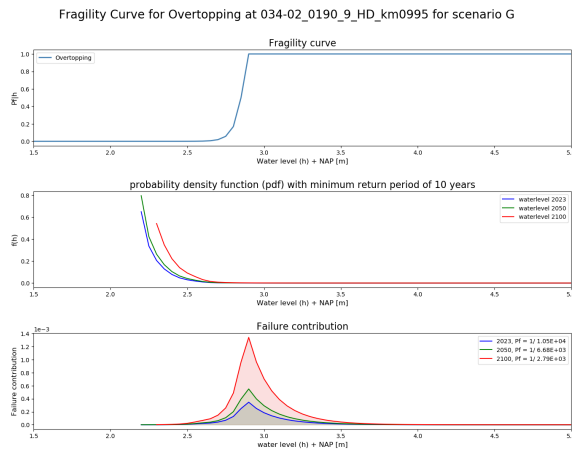 Fragility Curve for Overtopping at 034-02_0190_9_HD_km0995 for scenario G
Fragility curve
1.0
0.8
0.6
0.4
0.2
0.0
Pf|h
Overtopping
1.5 2.0 2.5 3.0 3.5 4.0 4.5 5.
Water level (h) + NAP [m]
probability density function (pdf) with minimum return period of 10 years
0.8
0.6
0.4
0.2
0.0
f(h)
waterlevel 2023
waterlevel 2050
waterlevel 2100
1.5 2.0 2.5 3.0 3.5 4.0 4.5 5.
Water level (h) + NAP [m]
Failure contribution
1e−3
1.4
1.2
1.0
0.8
0.6
0.4
0.2
0.0
Failure contribution
2023, Pf = 1/ 1.05E+04
2050, Pf = 1/ 6.68E+03
2100, Pf = 1/ 2.79E+03
1.5 2.0 2.5 3.0 3.5 4.0 4.5 5.
water level (h) + NAP [m]